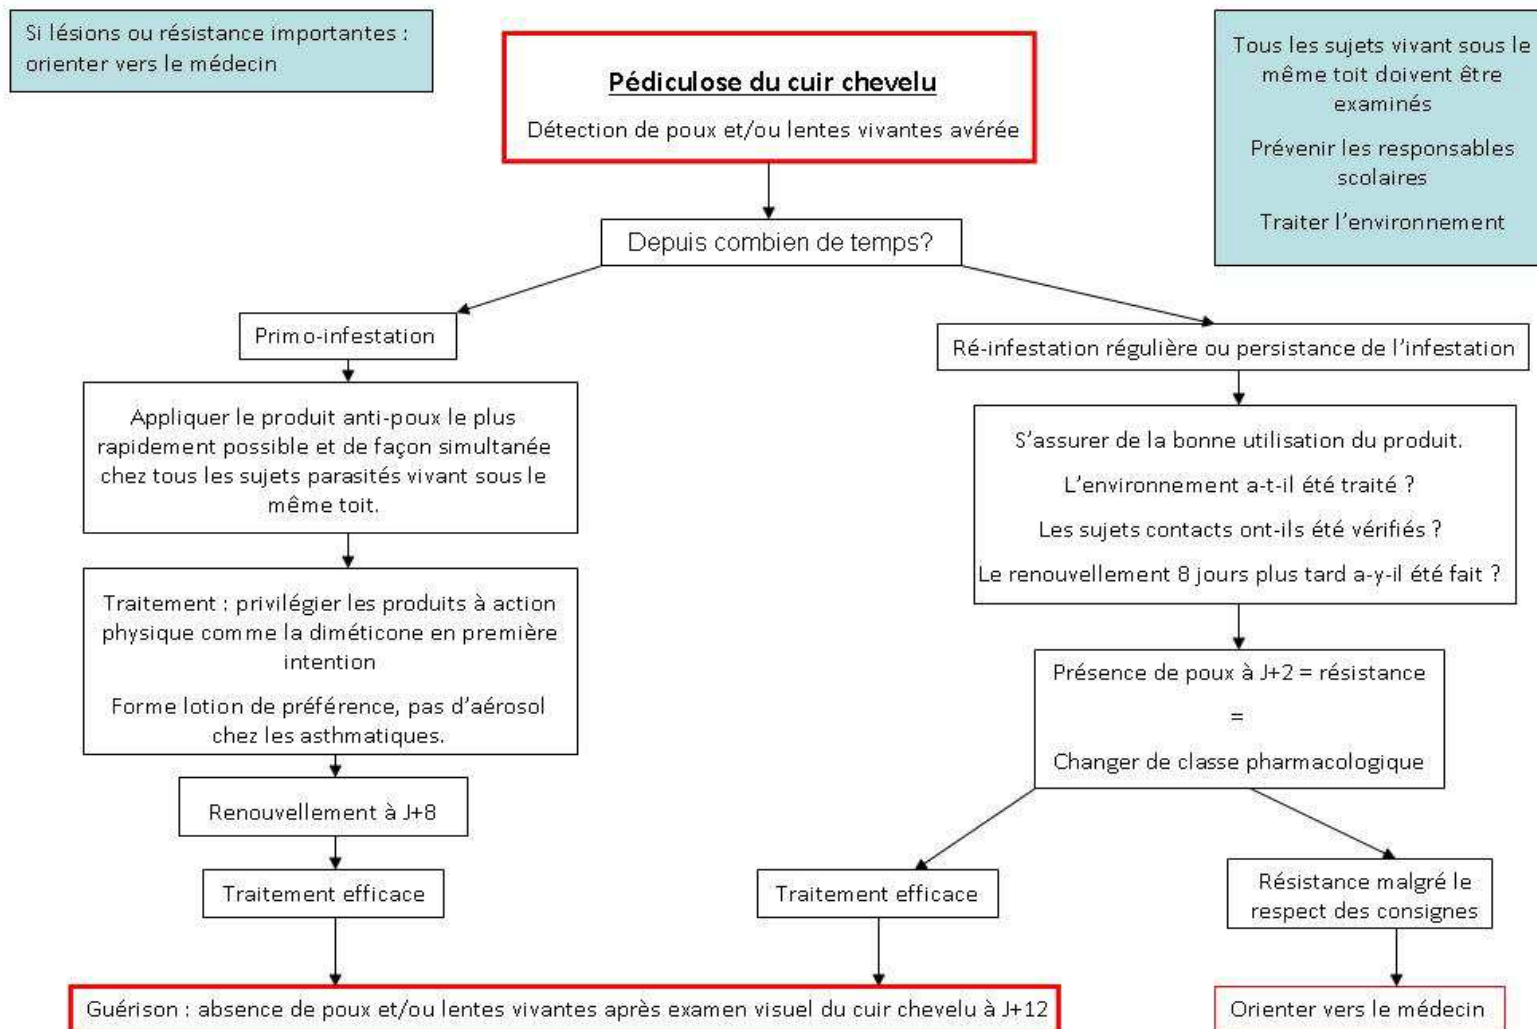 Si lésions ou résistance importantes :
orienter vers le médecin
Pédiculose du cuir chevelu
Détection de poux et/ou lentes vivantes avérée
Tous les sujets vivant sous le
même toit doivent être
examinés
Prévenir les responsables
scolaires
Traiter l'environnement
Depuis combien de temps?
Primo-infestation
Appliquer le produit anti-poux le plus
rapidement possible et de façon simultanée
chez tous les sujets parasités vivant sous le
même toit.
Traitement : privilégier les produits à action
physique comme la diméticone en première
intention
Forme lotion de préférence, pas d'aérosol
chez les asthmatiques.
Renouvellement à J+8
Traitement efficace
Ré-infestation régulière ou persistance de l'infestation
S'assurer de la bonne utilisation du produit.
L'environnement a-t-il été traité ?
Les sujets contacts ont-ils été vérifiés ?
Le renouvellement 8 jours plus tard a-y-il été fait ?
Présence de poux à J+2 = résistance
=
Changer de classe pharmacologique
Traitement efficace
Résistance malgré le
respect des consignes
Guérison : absence de poux et/ou lentes vivantes après examen visuel du cuir chevelu à J+12
Orienter vers le médecin